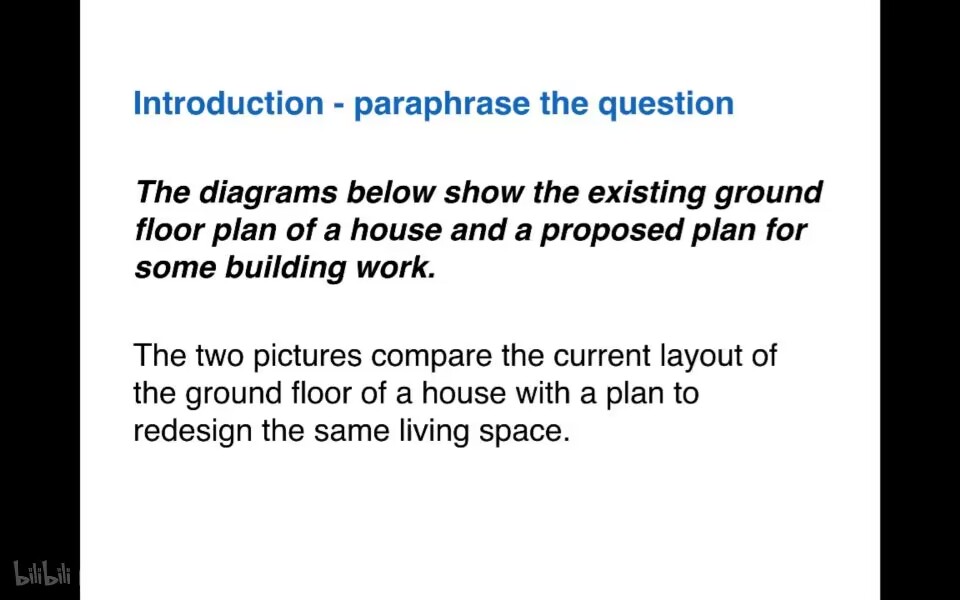 Introduction - paraphrase the question
The diagrams below show the existing ground
floor plan of a house and a proposed plan for
some building work.
The two pictures compare the current layout of
the ground floor of a house with a plan to
redesign the same living space.
bilibili